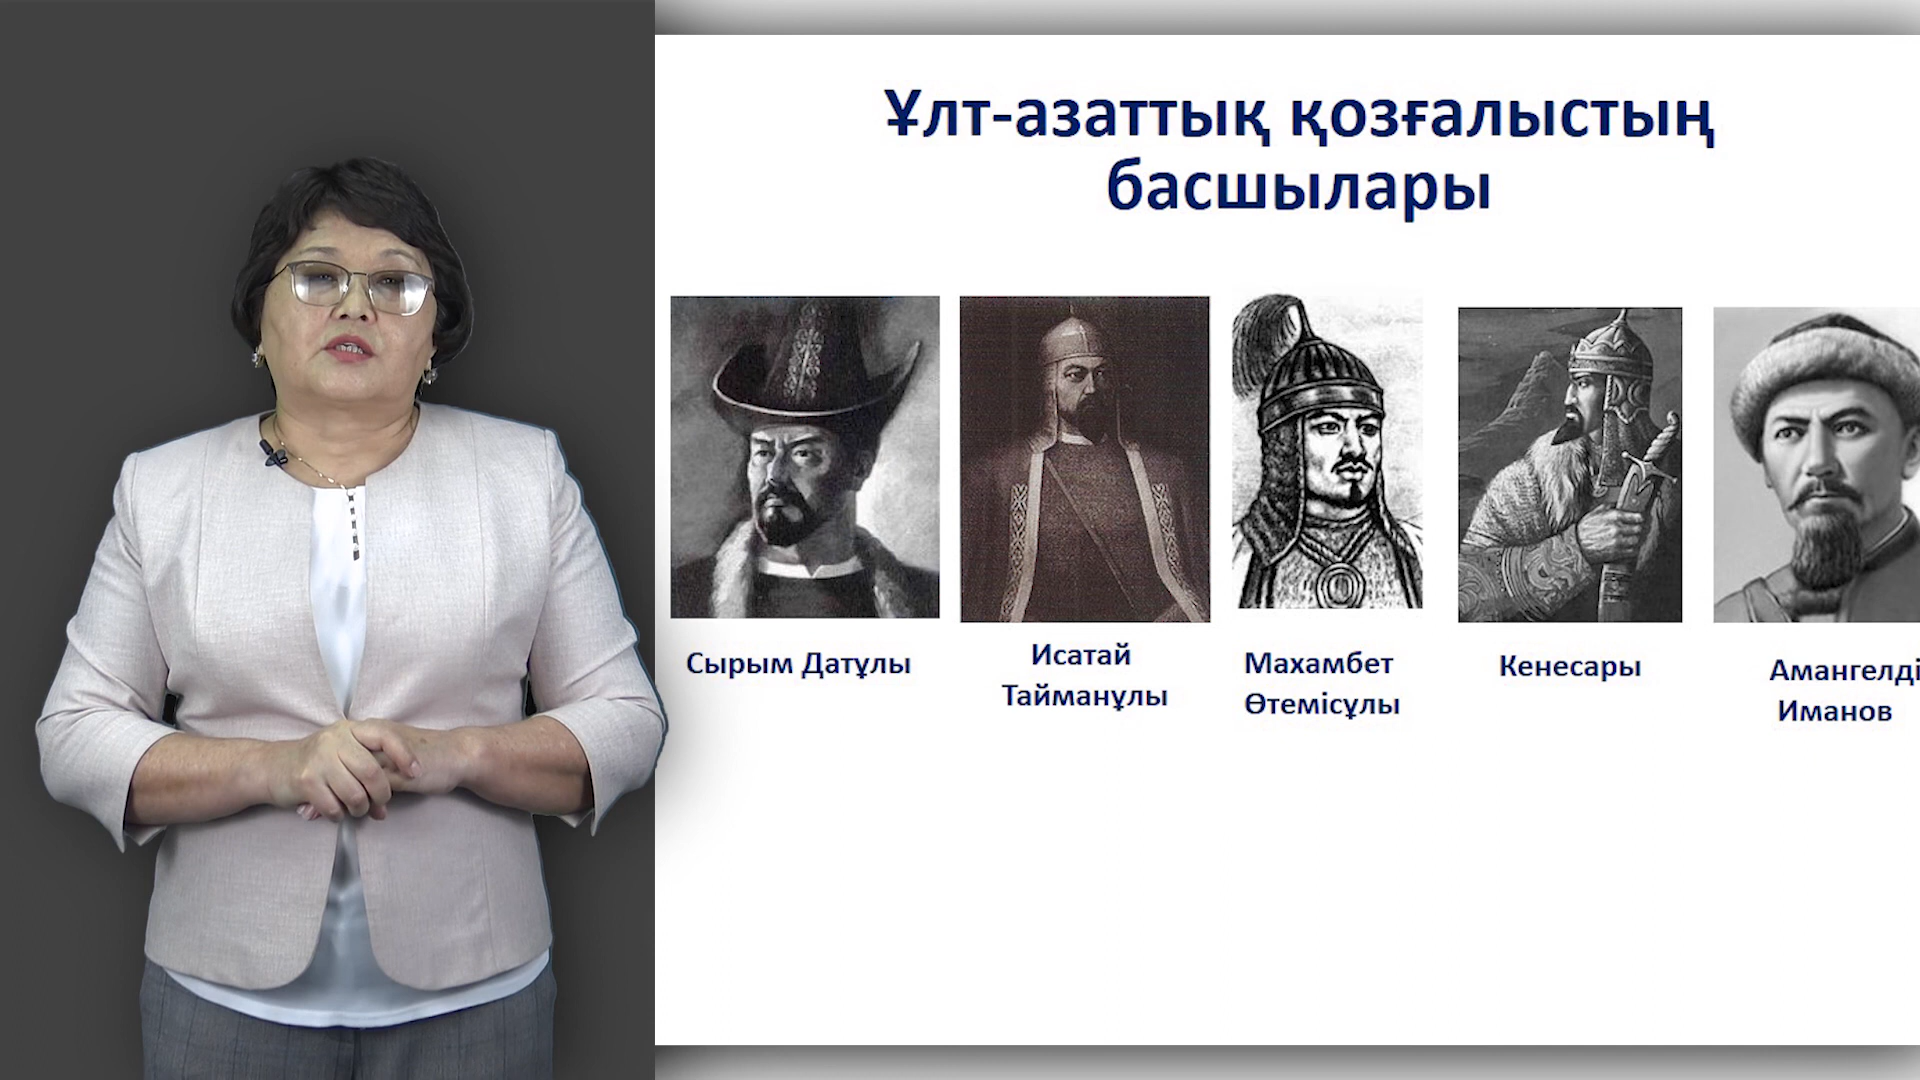 Ұлт-азаттық қозғалыстың
басшылары
Сырым Датұлы
Исатай
Тайманұлы
Махамбет
Өтемісұлы
Кенесары
Амангелді
Иманов